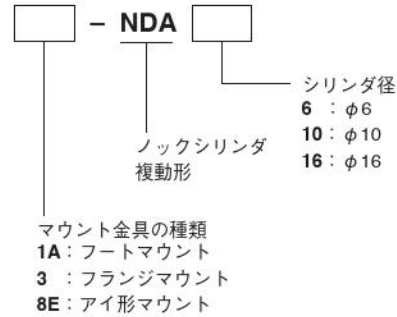 – NDA
シリンダ径
6 : φ6
10 : φ10
16 : φ16
ノックシリンダ
複動形
マウント金具の種類
1A : フートマウント
3 : フランジマウント
8E : アイ形マウント